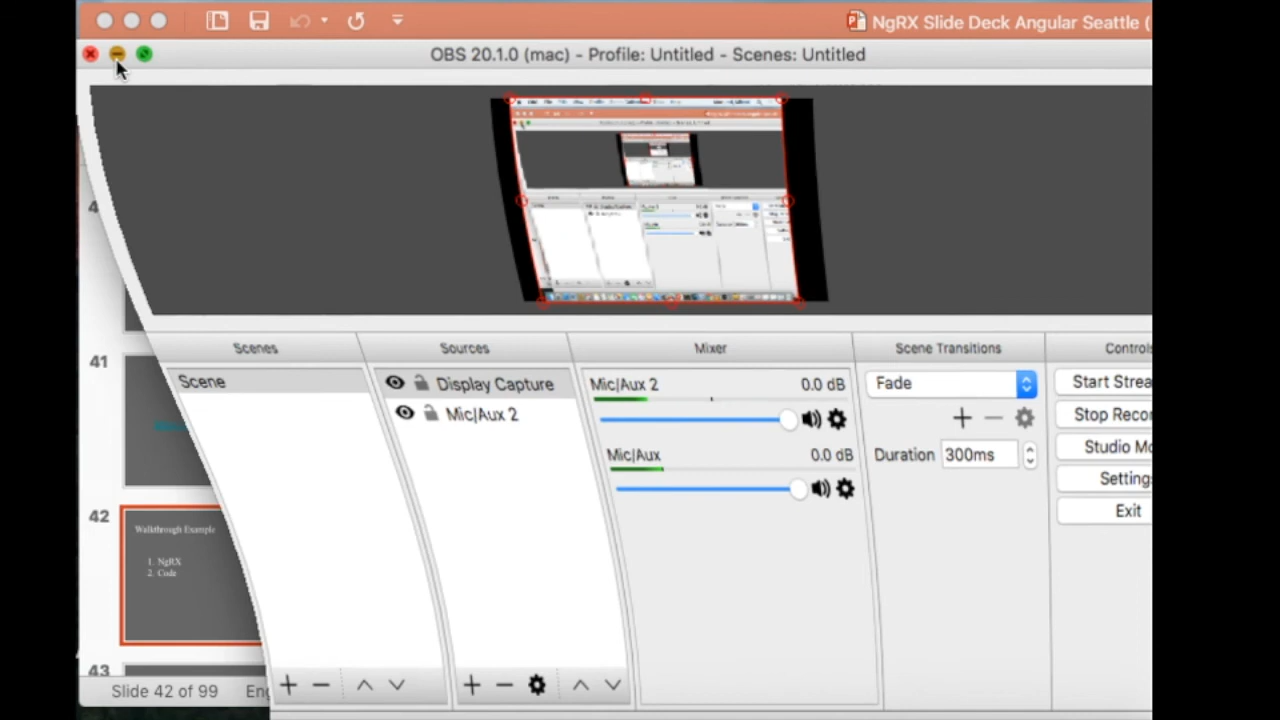 NgRX Slide Deck Angular Seattle (
OBS 20.1.0 (mac) - Profile: Untitled - Scenes: Untitled
41
Scenes
Sources
Mixer
Scene Transitions
Controls
Scene
Display Capture
Mic/Aux 2
Mic/Aux 2
0.0 dB
Mic/Aux
0.0 dB
Fade
Duration
300ms
Start Strea
Stop Recor
Studio Mo
Settings
Exit
42
Walkthrough Example
1. NgRX
2. Code
43
Slide 42 of 99
Eng